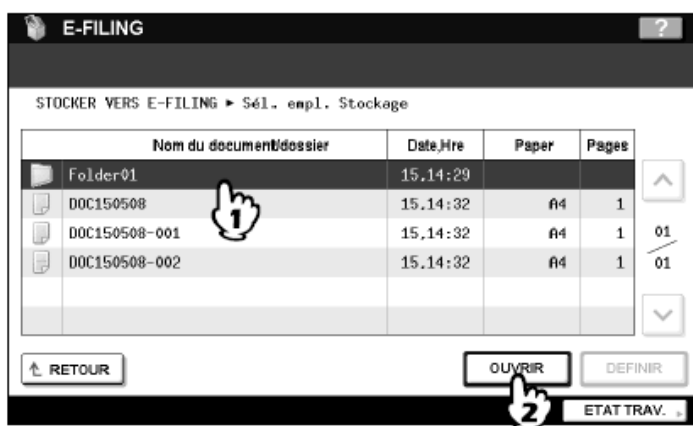 E-FILING ?
STOCKER VERS E-FILING ► Sél. empl. Stockage
Nom du document/dossier Date,Hre Paper Pages
Folder01 15.14:29
DOC150508 15.14:32 A4 1
DOC150508-001 15.14:32 A4 1
DOC150508-002 15.14:32 A4 1
01
01
1
RETOUR OUVRIR DEFINIR
2
ETAT TRAV.